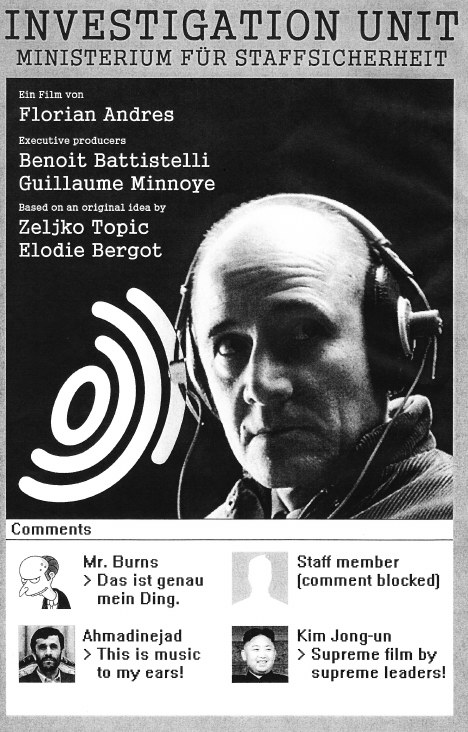 INVESTIGATION UNIT
MINISTERIUM FÜR STAFFSICHERHEIT
Ein Film von
Florian Andres
Executive producers
Benoit Battistelli
Guillaume Minnoye
Based on an original idea by
Zeljko Topic
Elodie Bergot
Comments
Mr. Burns
> Das ist genau
mein Ding.
Staff member
(comment blocked)
Ahmadinejad
> This is music
to my ears!
Kim Jong-un
> Supreme film by
supreme leaders!